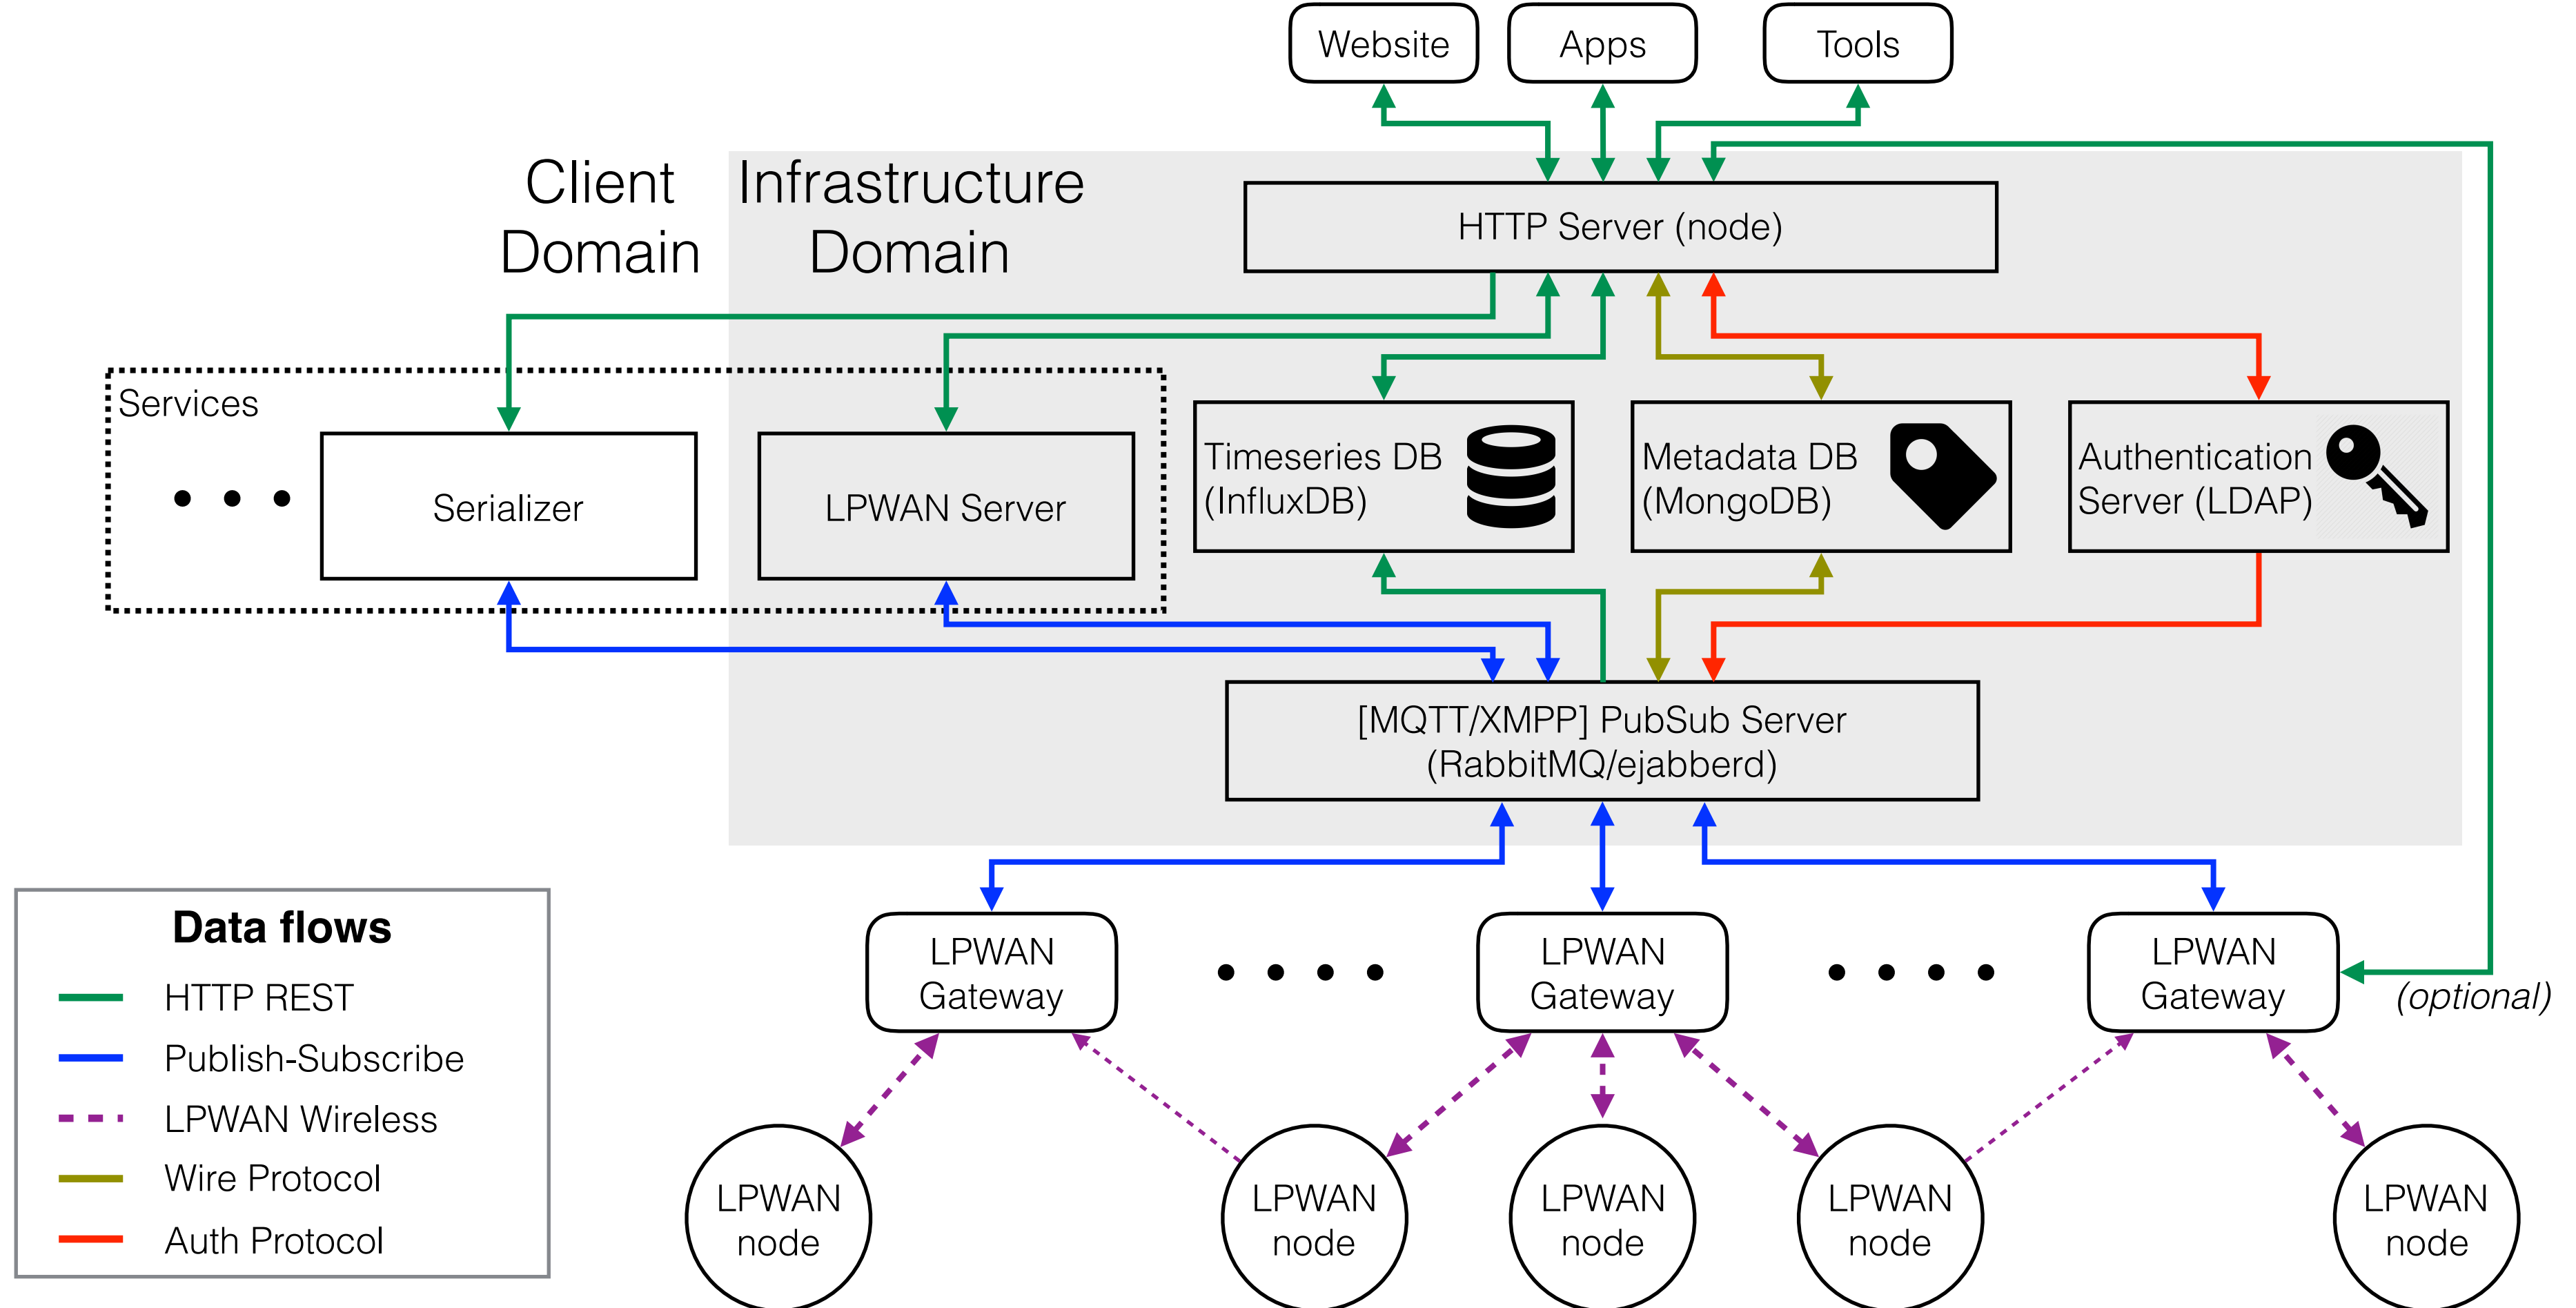 Website
Apps
Tools
Client
Domain
Infrastructure
Domain
HTTP Server (node)
Services
Serializer
LPWAN Server
Timeseries DB
(InfluxDB)
Metadata DB
(MongoDB)
Authentication
Server (LDAP)
[MQTT/XMPP] PubSub Server
(RabbitMQ/ejabberd)
Data flows
HTTP REST
Publish-Subscribe
LPWAN Wireless
Wire Protocol
Auth Protocol
LPWAN
Gateway
LPWAN
Gateway
LPWAN
Gateway
(optional)
LPWAN
node
LPWAN
node
LPWAN
node
LPWAN
node
LPWAN
node